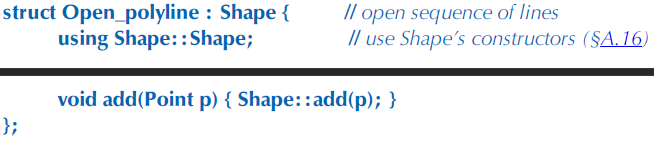 struct Open_polyline : Shape { // open sequence of lines
using Shape::Shape; // use Shape's constructors (§A.16)
void add(Point p) { Shape::add(p); }
};